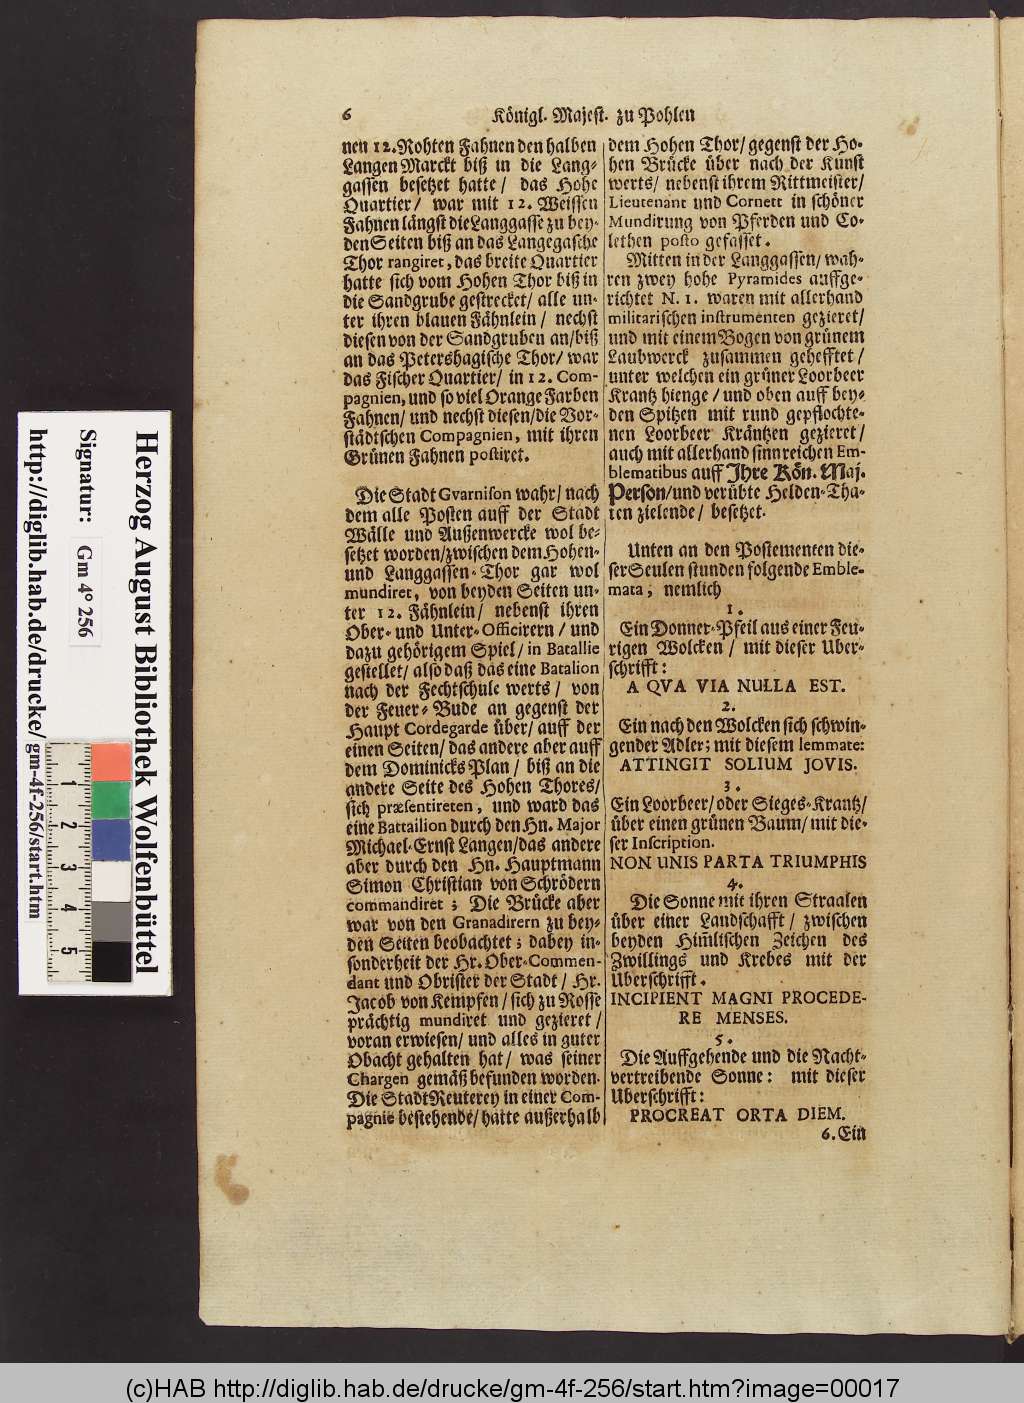 6 Königl. Majest. zu Pohlen
nen 12. Rohten Fahnen den halben
Langen Marckt biß in die Lang-
gassen besetzet hatte / das Hohe
Quartier / war mit 12. Weissen
Fahnen längst die Langgasse zu bey-
den Seiten biß an das Langegasche
Thor rangiret, das breite Quartier
hatte sich vom Hohen Thor biß in
die Sandgrube gestrecket / alle un-
ter ihren blauen Fähnlein / nechst
diesen von der Sandgruben an / biß
an das Petershagische Thor / war
das Fischer Quartier / in 12. Com-
pagnien, und so viel Orange Farben
Fahnen / und nechst diesen / die Vor-
städtschen Compagnien, mit ihren
Grünen Fahnen postiret.
Die Stadt Gvarnison wahr / nach
dem alle Posten auff der Stadt
Wälle und Außenwercke wol be-
setzet worden / zwischen dem Hohen-
und Langgassen-Thor gar wol
mundiret, von beyden Seiten un-
ter 12. Fähnlein / nebenst ihren
Ober- und Unter-Officirern / und
dazu gehörigem Spiel / in Batallie
gestellet / also daß das eine Batalion
nach der Fechtschule werts / von
der Feuer-Bude an gegenst der
Haupt Cordegarde über / auff der
einen Seiten / das andere aber auff
dem Dominicks Plan / biß an die
andere Seite des Hohen Thores /
sich præsentireten, und ward das
eine Battailion durch den Hn. Major
Michael-Ernst Langen / das andere
aber durch den Hn. Hauptmann
Simon Christian von Schrödern
commandiret; Die Brücke aber
war von den Granadirern zu bey-
den Seiten beobachtet; dabey in-
sonderheit der Hr. Ober-Commen-
dant und Obrister der Stadt / Hr.
Jacob von Kempfen / sich zu Rosse
prächtig mundiret und gezieret /
voran erwiesen / und alles in guter
Obacht gehalten hat / was seiner
Chargen gemäß befunden worden.
Die Stadt Reuterey in einer Com-
pagnie bestehende / hatte außerhalb
dem Hohen Thor / gegenst der Ho-
hen Brücke über nach der Kunst
werts / nebenst ihrem Rittmeister /
Lieutenant und Cornett in schöner
Mundirung von Pferden und Co-
lethen posto gefasset.
Mitten in der Langgassen / wah-
ren zwey hohe Pyramides auffge-
richtet N. 1. waren mit allerhand
militarischen instrumenten gezieret /
und mit einem Bogen von grünem
Laubwerck zusammen gehefftet /
unter welchen ein grüner Loorbeer
Krantz hienge / und oben auff bey-
den Spitzen mit rund gepflochte-
nen Loorbeer Kräntzen gezieret /
auch mit allerhand sinnreichen Em-
blematibus auff Ihre Kön. Maj.
Person / und verübte Helden-Tha-
ten zielende / besetzet.
Unten an den Postementen die-
ser Seulen stunden folgende Emble-
mata, nemlich
1.
Ein Donner-Pfeil aus einer Feu-
rigen Wolcken / mit dieser Uber-
schrifft:
A QVA VIA NULLA EST.
2.
Ein nach den Wolcken sich schwin-
gender Adler; mit diesem lemmate:
ATTINGIT SOLIUM JOVIS.
3.
Ein Loorbeer / oder Sieges-Krantz /
über einen grünen Baum / mit die-
ser Inscription.
NON UNIS PARTA TRIUMPHIS
4.
Die Sonne mit ihren Straalen
über einer Landschafft / zwischen
beyden Him̃lischen Zeichen des
Zwillings und Krebes mit der
Uberschrifft.
INCIPIENT MAGNI PROCEDE-
RE MENSES.
5.
Die Auffgehende und die Nacht-
vertreibende Sonne: mit dieser
Uberschrifft:
PROCREAT ORTA DIEM.
6. Ein
Herzog August Bibliothek Wolfenbüttel
Signatur: Gm 4° 256
http://diglib.hab.de/drucke/gm-4f-256/start.htm
1 2 3 4 5
(c)HAB http://diglib.hab.de/drucke/gm-4f-256/start.htm?image=00017